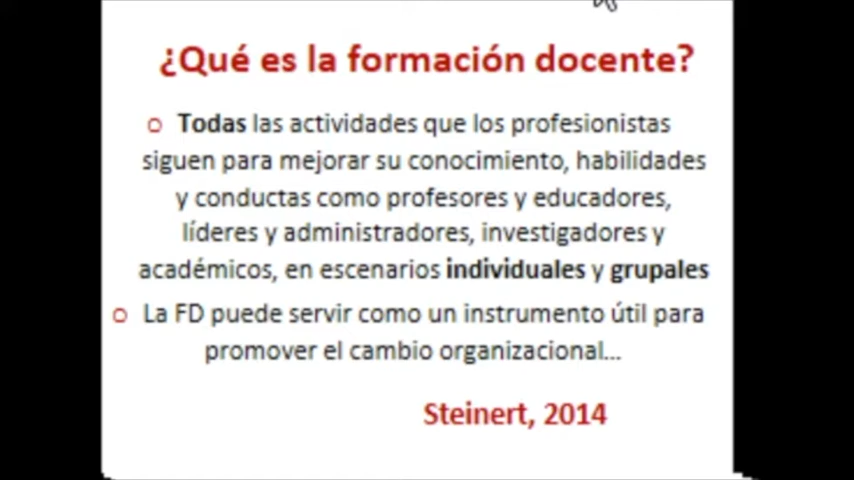 ¿Qué es la formación docente?
o Todas las actividades que los profesionistas
siguen para mejorar su conocimiento, habilidades
y conductas como profesores y educadores,
líderes y administradores, investigadores y
académicos, en escenarios individuales y grupales
o La FD puede servir como un instrumento útil para
promover el cambio organizacional...
Steinert, 2014